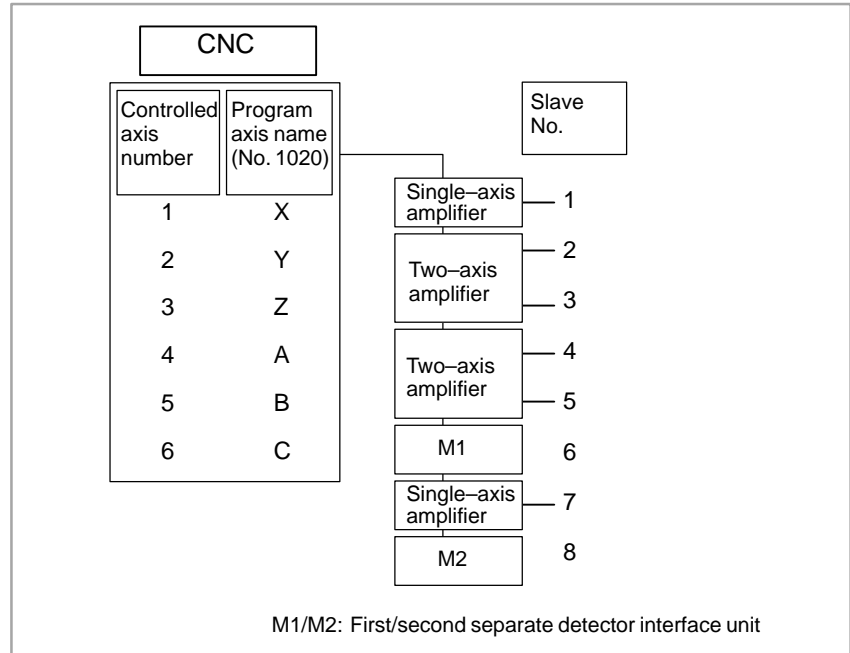 CNC
Controlled
axis
number
Program
axis name
(No. 1020)
Slave
No.
1 X
2 Y
3 Z
4 A
5 B
6 C
Single–axis
amplifier
1
Two–axis
amplifier
2
3
Two–axis
amplifier
4
5
M1
6
Single–axis
amplifier
7
M2
8
M1/M2: First/second separate detector interface unit